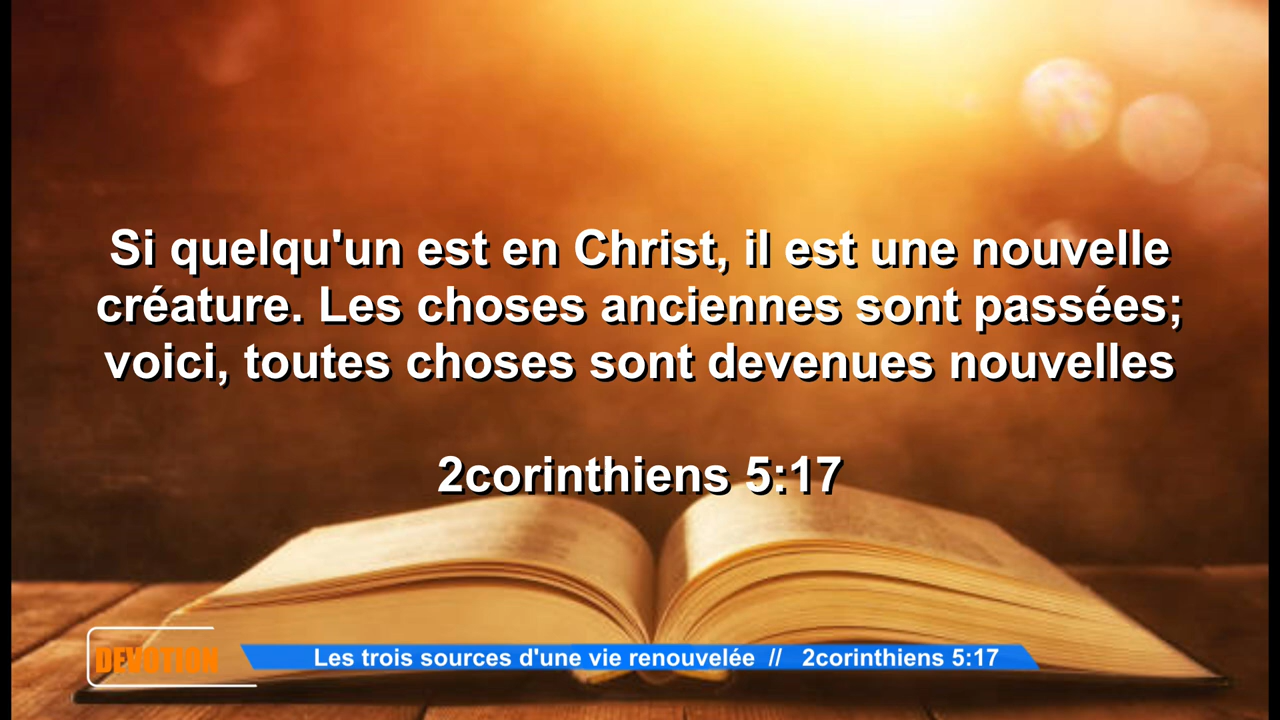 Si quelqu'un est en Christ, il est une nouvelle
créature. Les choses anciennes sont passées;
voici, toutes choses sont devenues nouvelles
2corinthiens 5:17
DEVOTION
Les trois sources d'une vie renouvelée // 2corinthiens 5:17